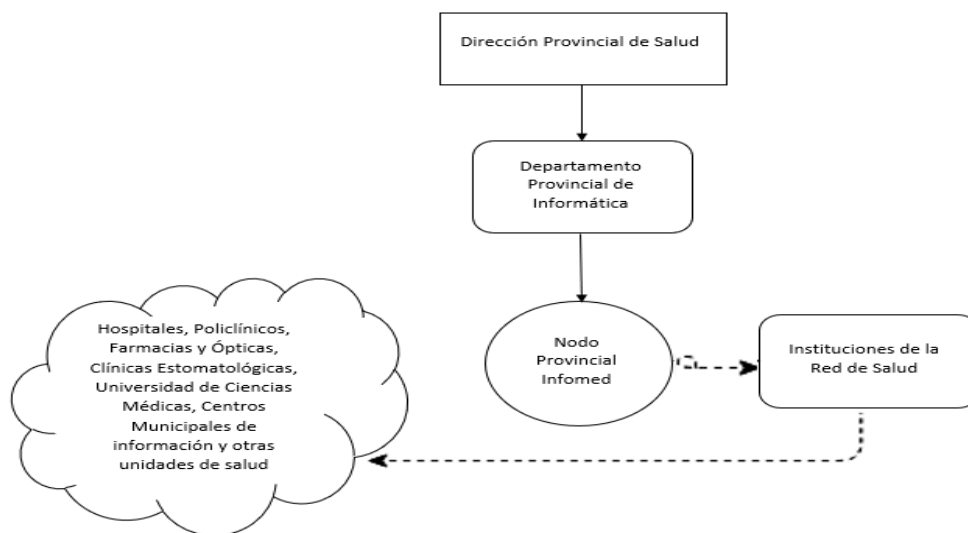 Dirección Provincial de Salud
Departamento
Provincial de
Informática
Nodo
Provincial
Infomed
Instituciones de la
Red de Salud
Hospitales, Policlínicos,
Farmacias y Ópticas,
Clínicas Estomatológicas,
Universidad de Ciencias
Médicas, Centros
Municipales de
información y otras
unidades de salud